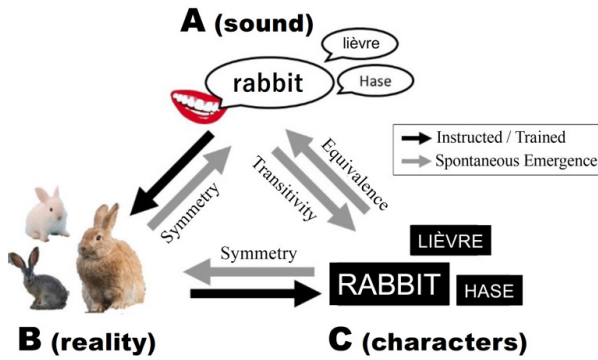 A (sound)
lièvre
rabbit
Hase
Instructed / Trained
Spontaneous Emergence
Symmetry
Transitivity
Equivalence
Symmetry
LIÈVRE
RABBIT
HASE
B (reality)
C (characters)